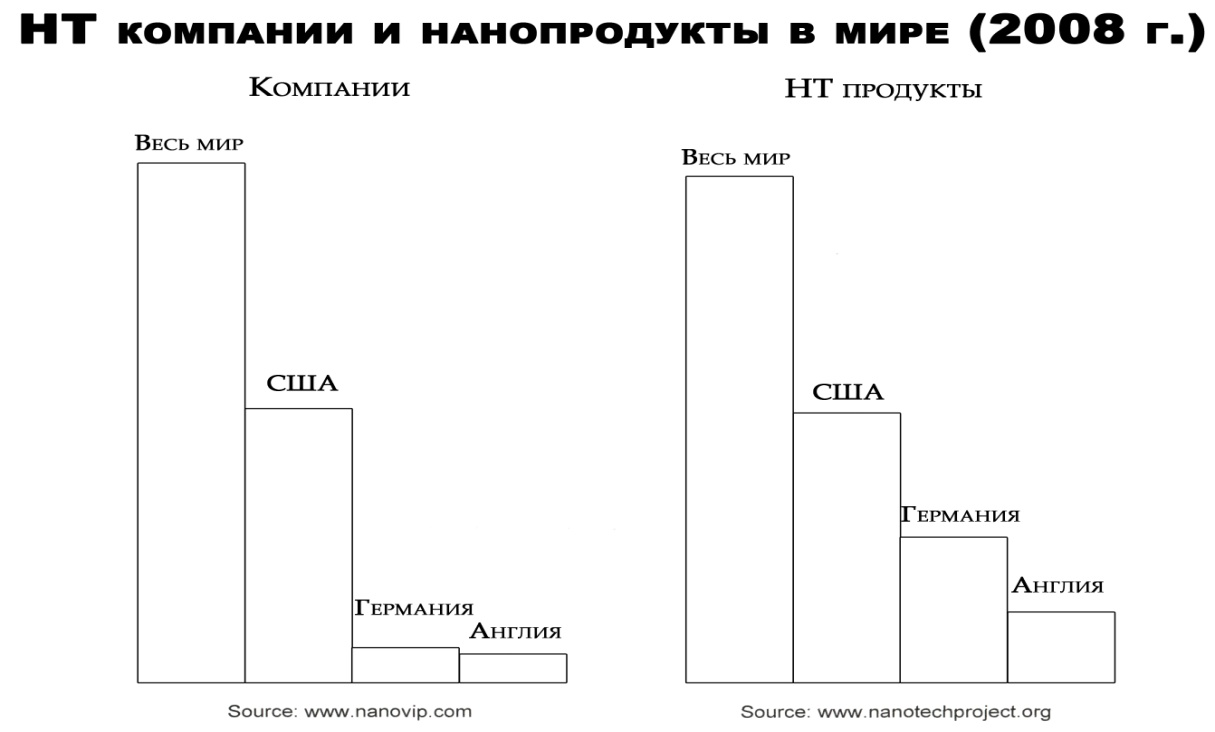 НТ КОМПАНИИ И НАНОПРОДУКТЫ В МИРЕ (2008 Г.)
Компании
Весь мир
США
Германия
Англия
Source: www.nanovip.com
НТ продукты
Весь мир
США
Германия
Англия
Source: www.nanotechproject.org